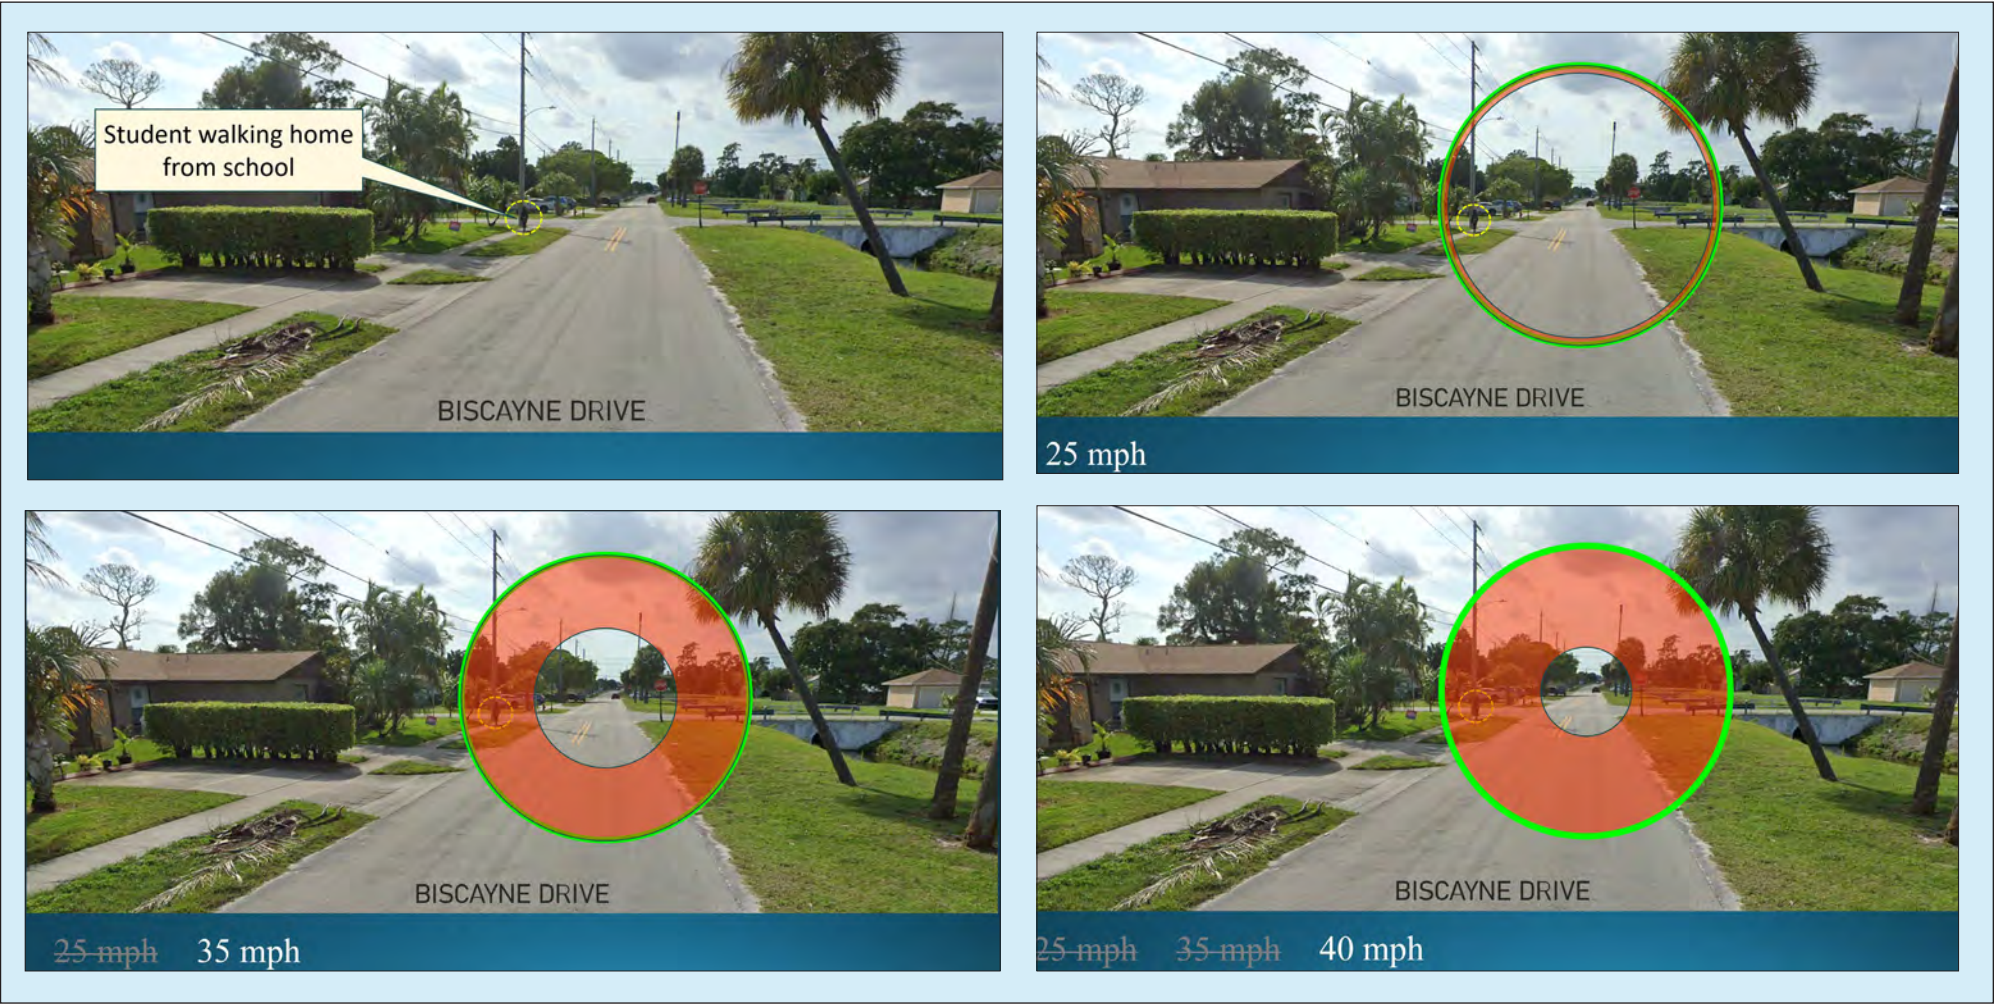 Student walking home
from school
BISCAYNE DRIVE
BISCAYNE DRIVE
25 mph
BISCAYNE DRIVE
25 mph 35 mph
BISCAYNE DRIVE
25 mph 35 mph 40 mph